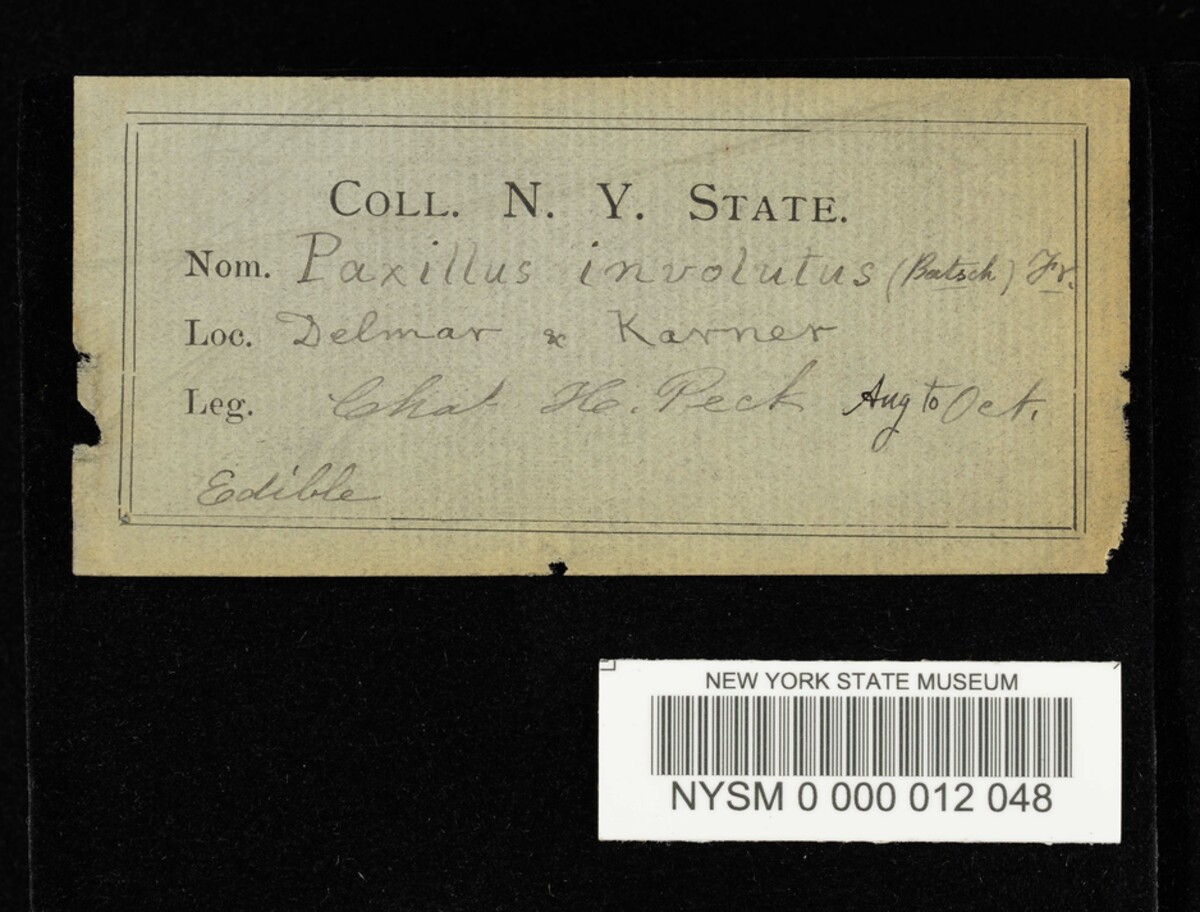 COLL. N. Y. STATE.
Nom. Paxillus involutus (Batsch) Fr.
Loc. Delmar & Karner
Leg. Chas. H. Peck Aug to Oct.
Edible
NEW YORK STATE MUSEUM
NYSM 0 000 012 048